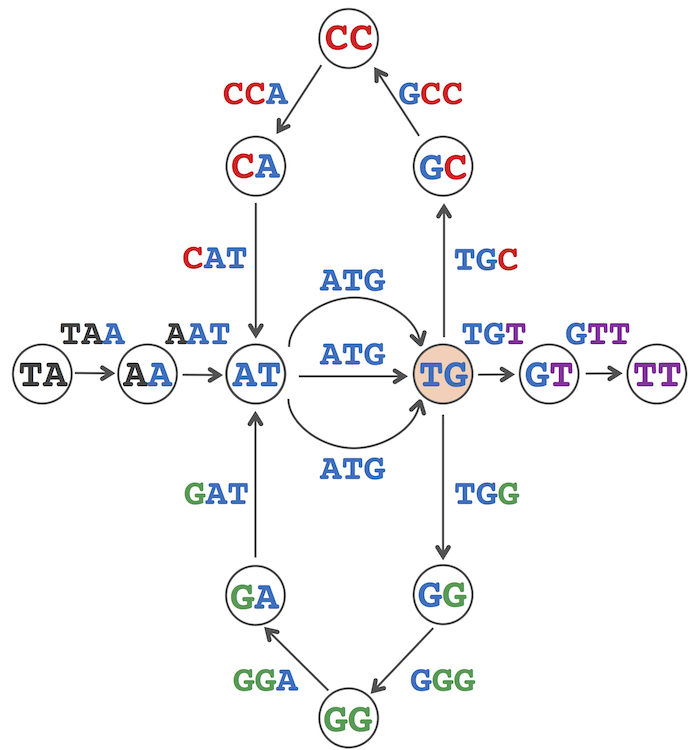 CC
CCA GCC
CA GC
CAT TGC
ATG
TAA AAT ATG TGT GTT
TA AA AT TG GT TT
ATG
GAT TGG
GA GG
GGA GGG
GG